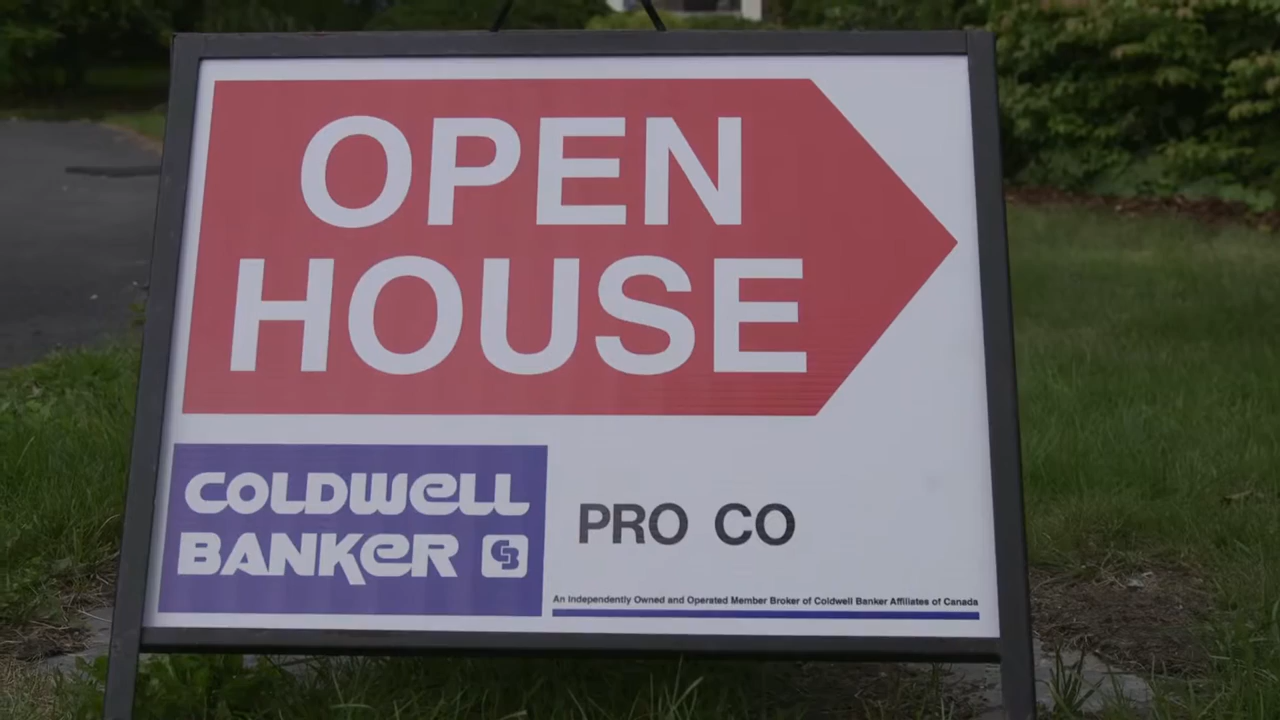 OPEN
HOUSE
COLDWELL
BANKER CB
PRO CO
An Independently Owned and Operated Member Broker of Coldwell Banker Affiliates of Canada